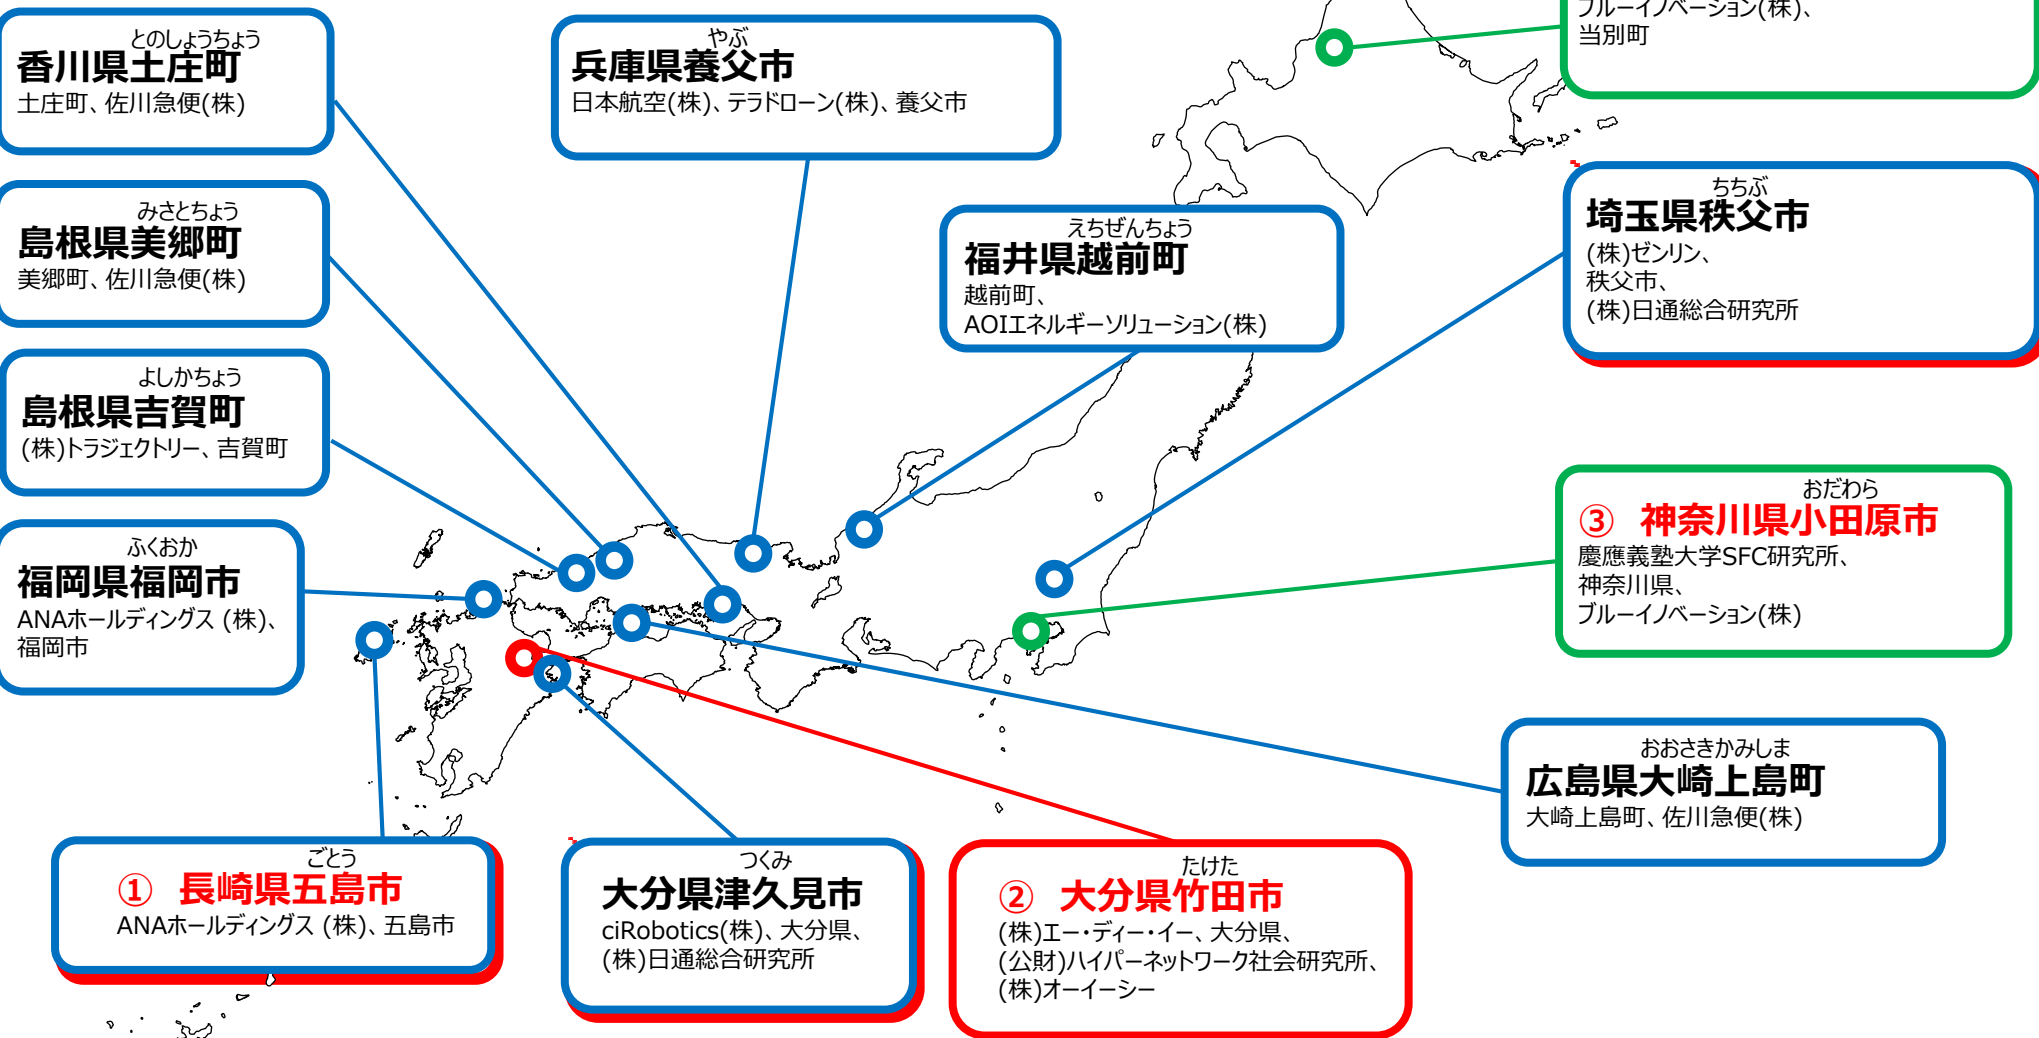 とのしょうちょう
香川県土庄町
土庄町、佐川急便(株)
やぶ
兵庫県養父市
日本航空(株)、テラドローン(株)、養父市
ブルーイノベーション(株)、
当別町
みさとちょう
島根県美郷町
美郷町、佐川急便(株)
えちぜんちょう
福井県越前町
越前町、
AOIエネルギーソリューション(株)
ちちぶ
埼玉県秩父市
(株)ゼンリン、
秩父市、
(株)日通総合研究所
よしかちょう
島根県吉賀町
(株)トラジェクトリー、吉賀町
おだわら
③ 神奈川県小田原市
慶應義塾大学SFC研究所、
神奈川県、
ブルーイノベーション(株)
ふくおか
福岡県福岡市
ANAホールディングス (株)、
福岡市
おおさきかみしま
広島県大崎上島町
大崎上島町、佐川急便(株)
ごとう
① 長崎県五島市
ANAホールディングス (株)、五島市
つくみ
大分県津久見市
ciRobotics(株)、大分県、
(株)日通総合研究所
たけた
② 大分県竹田市
(株)エー・ディー・イー、大分県、
(公財)ハイパーネットワーク社会研究所、
(株)オーイーシー